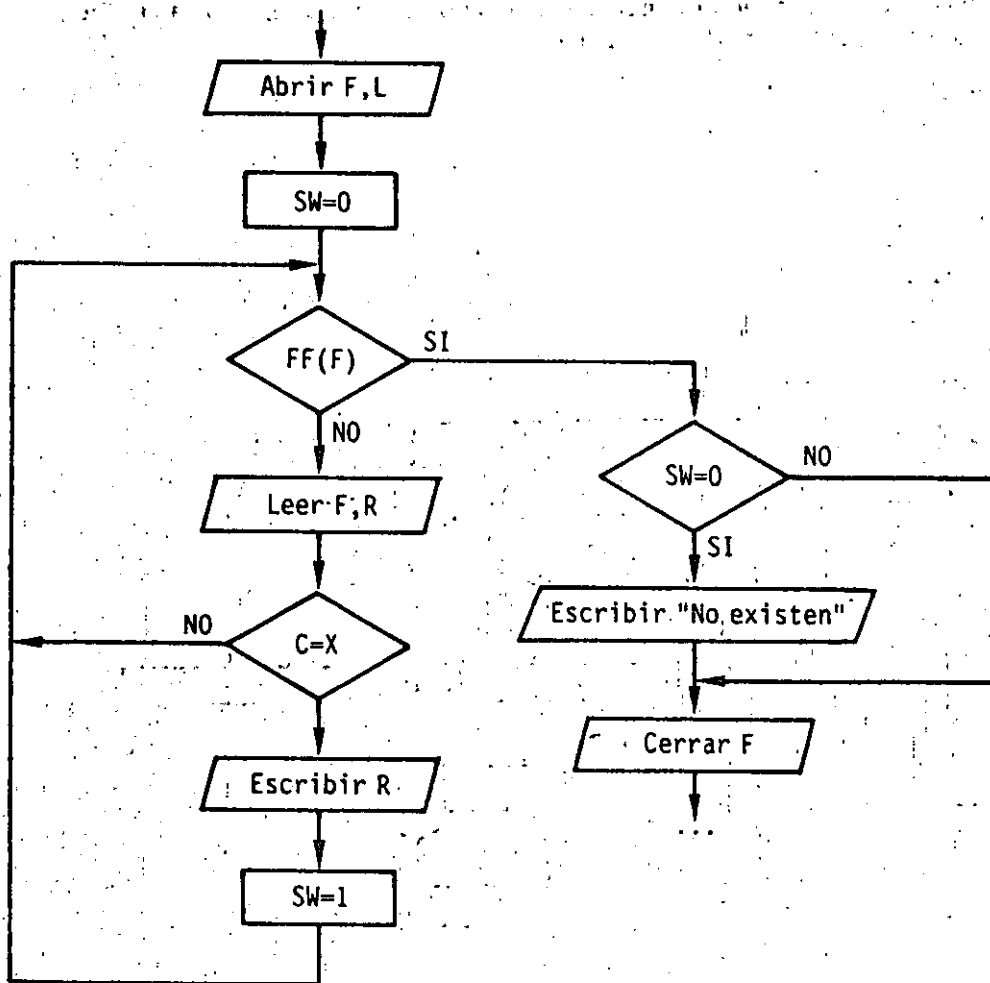 Abrir F,L
SW=0
FF(F)
SI
NO
Leer F,R
C=X
NO
Escribir R
SW=1
SW=0
NO
SI
Escribir "No existen"
Cerrar F
...